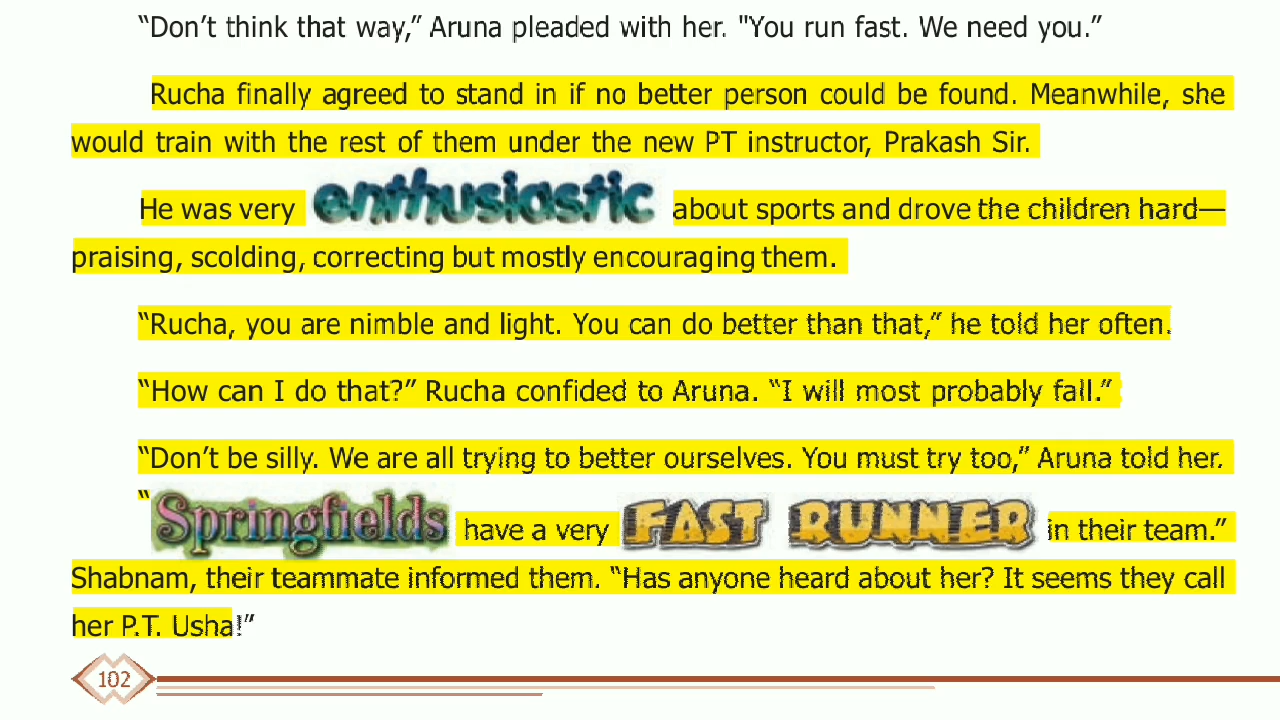 “Don’t think that way,” Aruna pleaded with her. "You run fast. We need you.”
Rucha finally agreed to stand in if no better person could be found. Meanwhile, she
would train with the rest of them under the new PT instructor, Prakash Sir.
He was very enthusiastic about sports and drove the children hard—
praising, scolding, correcting but mostly encouraging them.
“Rucha, you are nimble and light. You can do better than that,” he told her often.
“How can I do that?” Rucha confided to Aruna. “I will most probably fall.”
“Don’t be silly. We are all trying to better ourselves. You must try too,” Aruna told her.
“Springfields have a very FAST RUNNER in their team.”
Shabnam, their teammate informed them. “Has anyone heard about her? It seems they call
her P.T. Usha!”
102